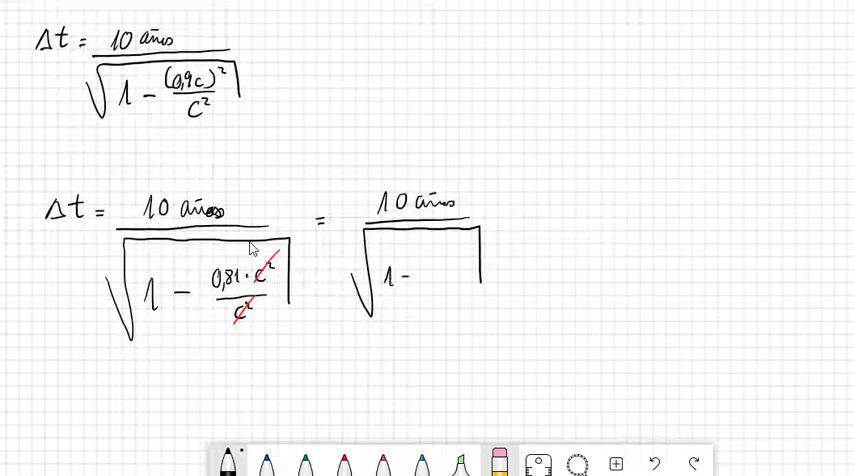 Δt = 10 años / √(1 - (0,9c)² / c²)
Δt = 10 años / √(1 - 0,81 · c² / c²) = 10 años / √(1 -